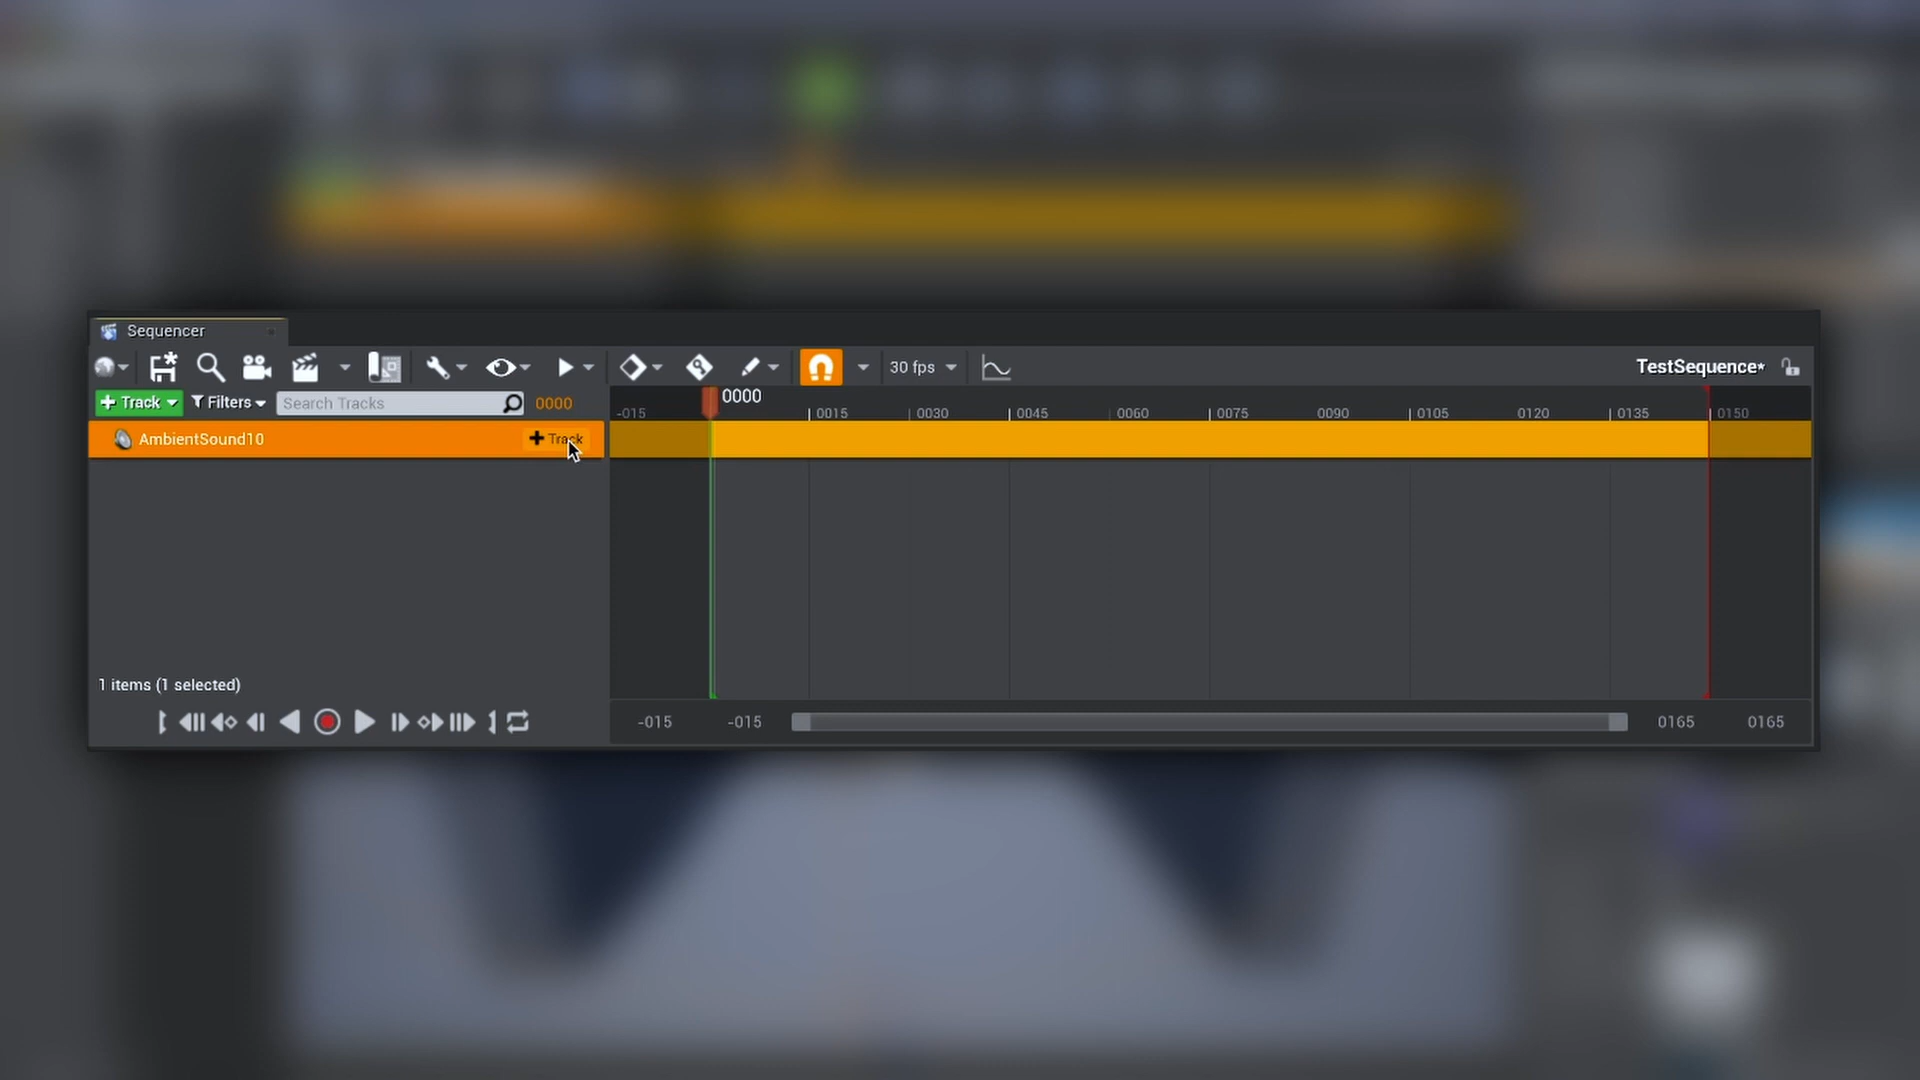 Sequencer
30 fps
TestSequence*
+ Track
Filters
Search Tracks
0000
0000
-015 0015 0030 0045 0060 0075 0090 0105 0120 0135 0150
AmbientSound10
+ Track
1 items (1 selected)
-015 -015 0165 0165